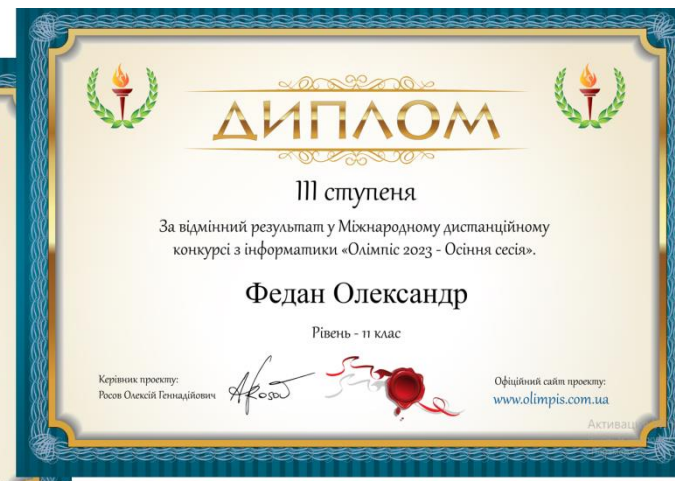 ДИПЛОМ
III ступеня
За відмінний результат у Міжнародному дистанційному
конкурсі з інформатики «Олімпіс 2023 - Осіння сесія».
Федан Олександр
Рівень - 11 клас
Керівник проекту:
Росов Олексій Геннадійович
Офіційний сайт проекту:
www.olimpis.com.ua